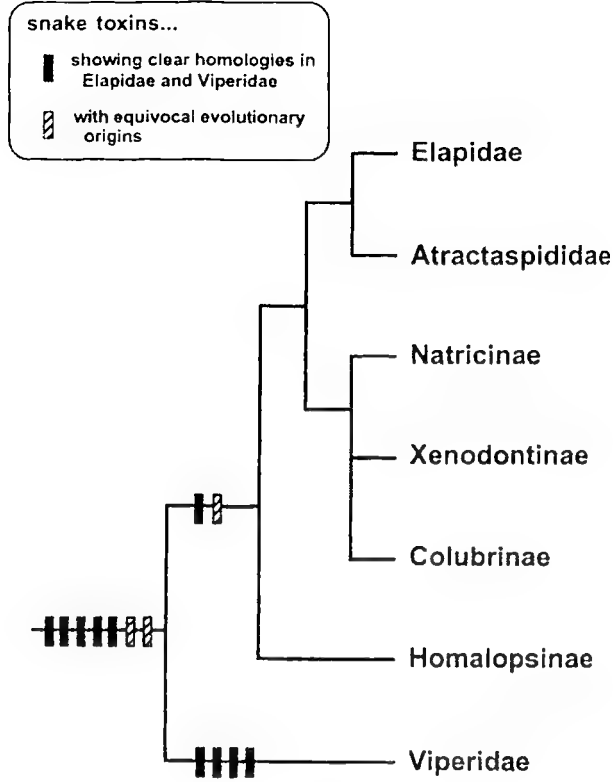 snake toxins...
showing clear homologies in
Elapidae and Viperidae
with equivocal evolutionary
origins
Elapidae
Atractaspididae
Natricinae
Xenodontinae
Colubrinae
Homalopsinae
Viperidae